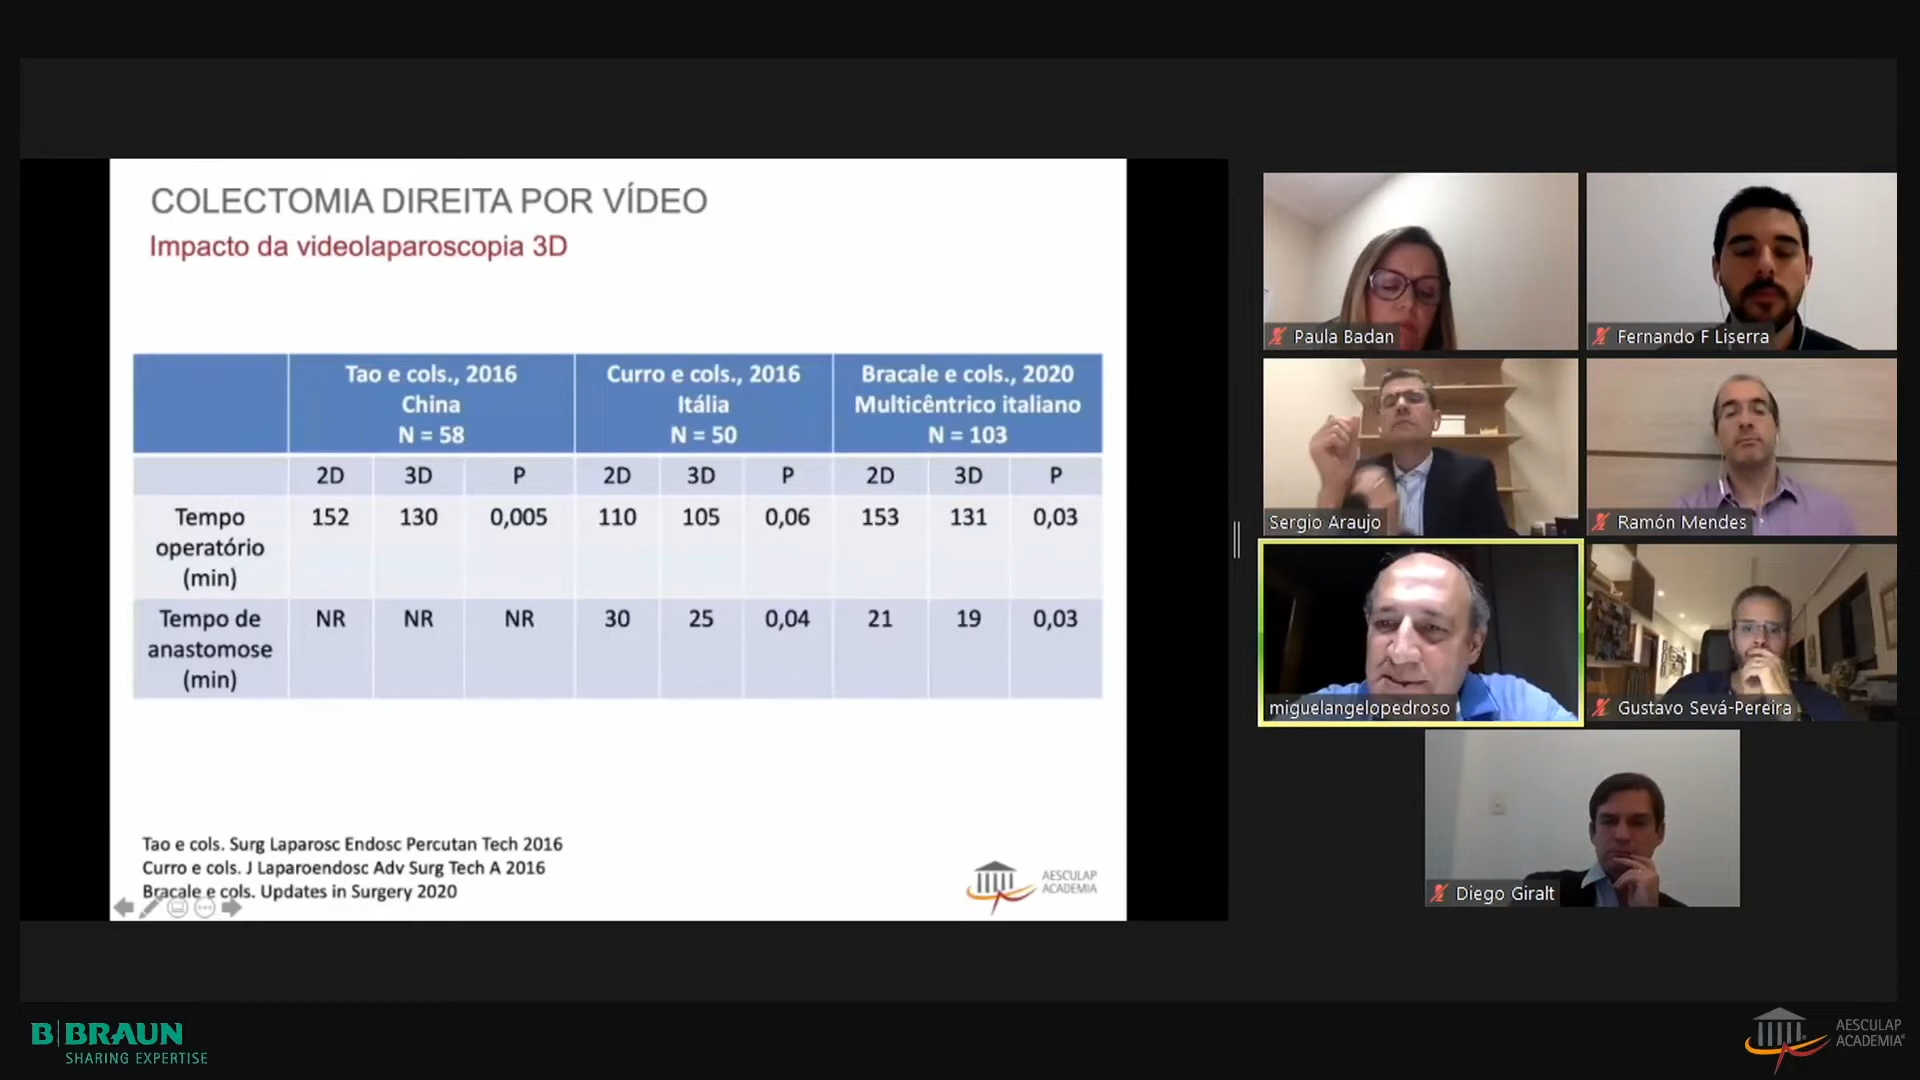 COLECTOMIA DIREITA POR VÍDEO
Impacto da videolaparoscopia 3D
Tao e cols., 2016 Curro e cols., 2016 Bracale e cols., 2020
China Itália Multicêntrico italiano
N = 58 N = 50 N = 103
2D 3D P 2D 3D P 2D 3D P
Tempo 152 130 0,005 110 105 0,06 153 131 0,03
operatório
(min)
Tempo de NR NR NR 30 25 0,04 21 19 0,03
anastomose
(min)
Tao e cols. Surg Laparosc Endosc Percutan Tech 2016
Curro e cols. J Laparoendosc Adv Surg Tech A 2016
Bracale e cols. Updates in Surgery 2020
AESCULAP
ACADEMIA
Paula Badan
Fernando F Liserra
Sergio Araujo
Ramón Mendes
miguelangelopedroso
Gustavo Sevá-Pereira
Diego Giralt
B|BRAUN
SHARING EXPERTISE
AESCULAP
ACADEMIA®